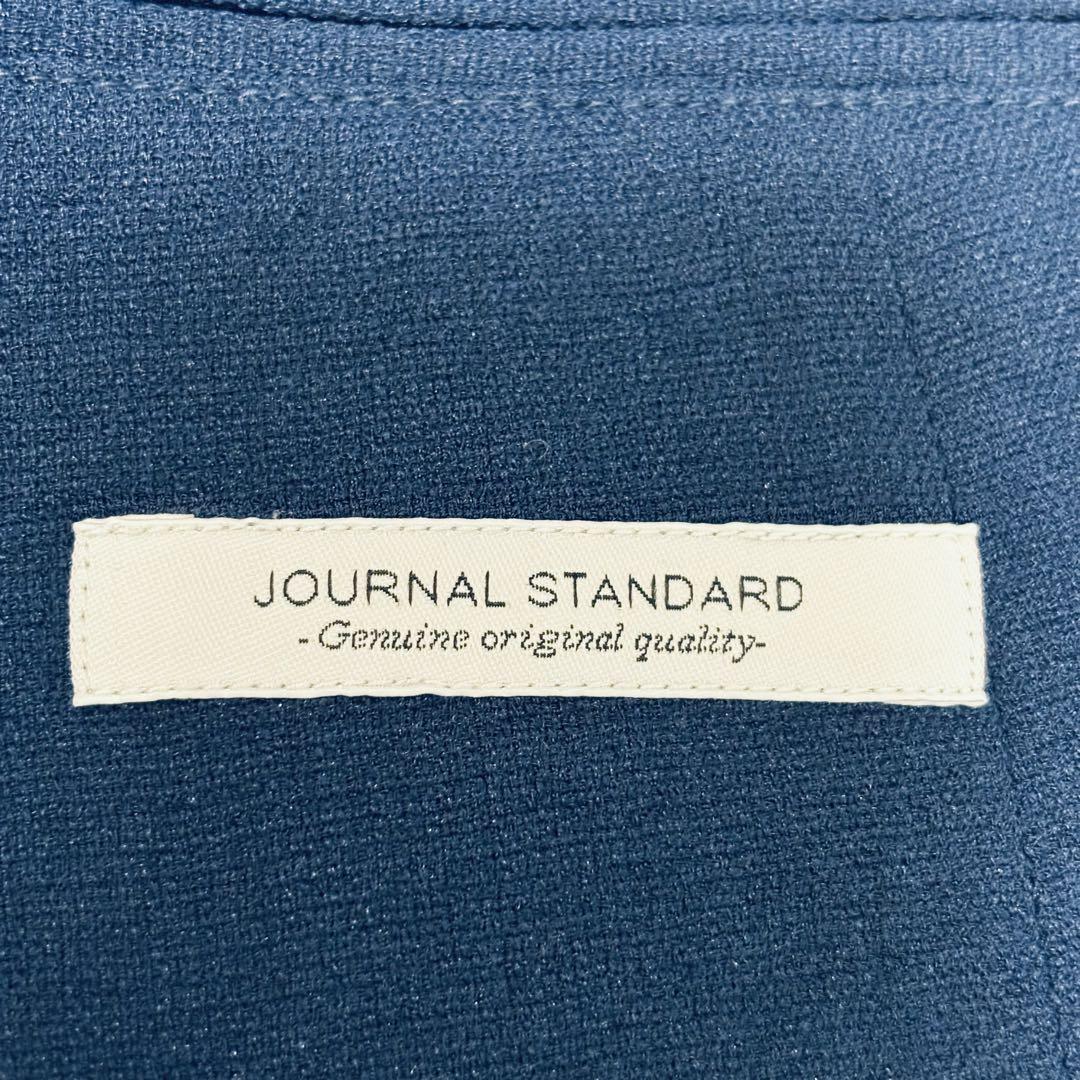 JOURNAL STANDARD
-Genuine original quality-